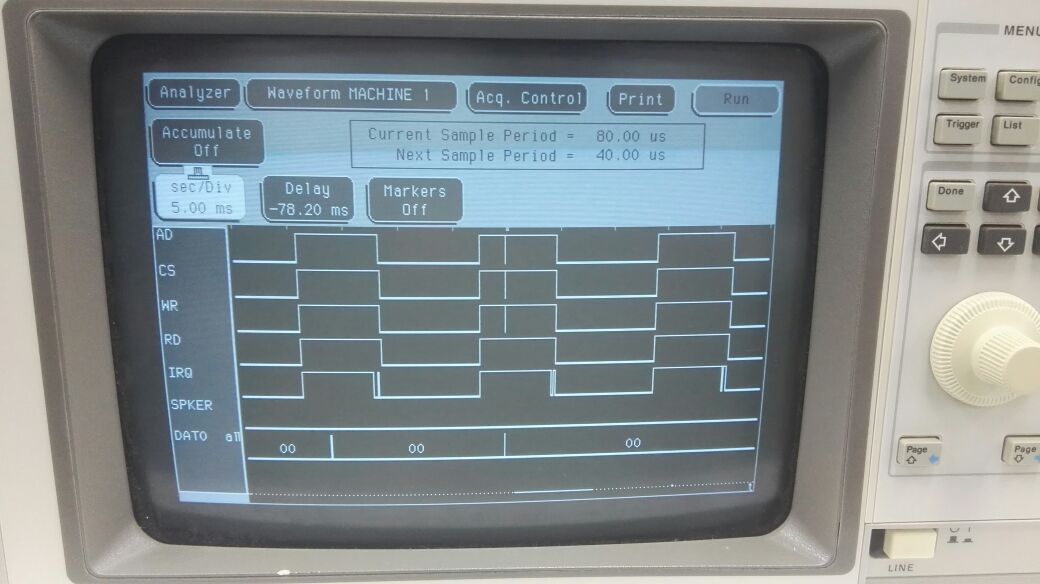 MENU
Analyzer Waveform MACHINE 1 Acq. Control Print Run
System Config
Accumulate
Off
Current Sample Period = 80.00 us
Next Sample Period = 40.00 us
Trigger List
sec/Div
5.00 ms
Delay
-78.20 ms
Markers
Off
Done
AD
CS
WR
RD
IRQ
SPKER
DATO all 00 00 00
Page Page
LINE